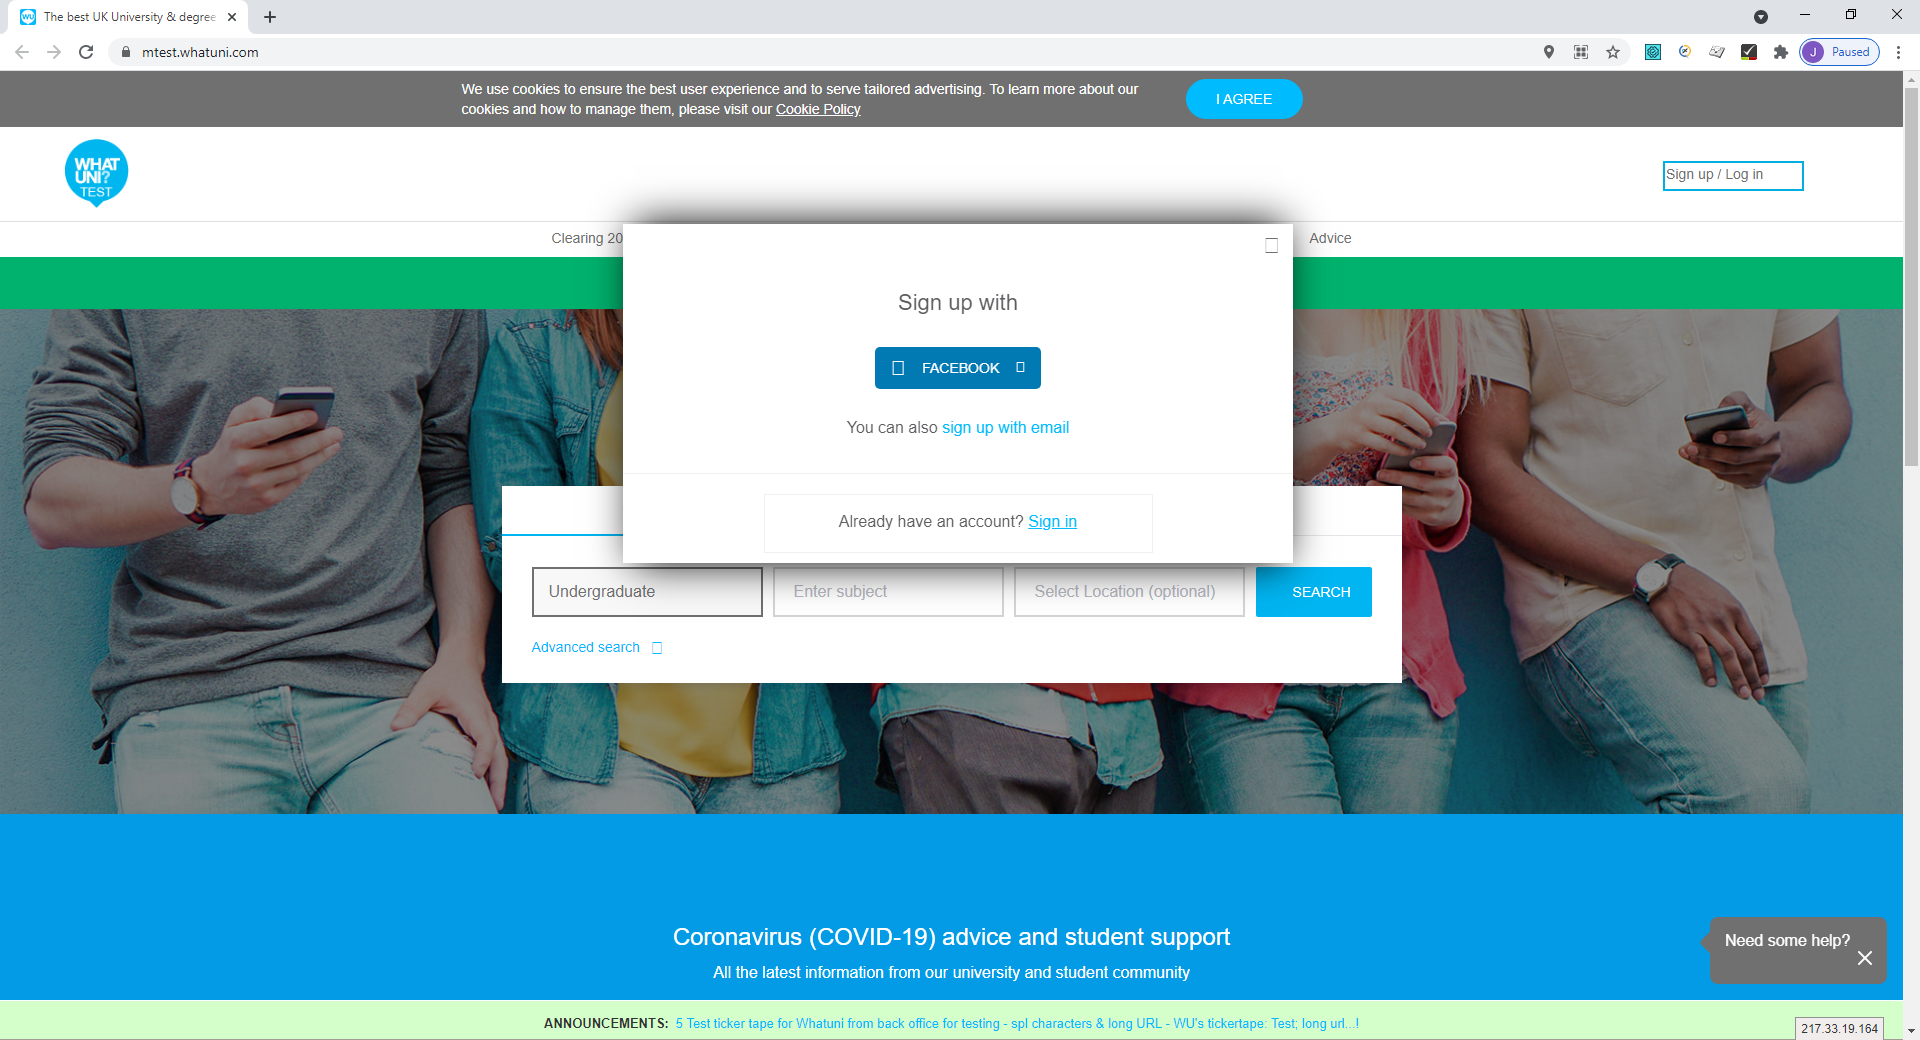 The best UK University & degree
mtest.whatuni.com
J Paused
We use cookies to ensure the best user experience and to serve tailored advertising. To learn more about our
cookies and how to manage them, please visit our Cookie Policy
I AGREE
WHAT
UNI?
TEST
Sign up / Log in
Clearing 20
Advice
Sign up with
FACEBOOK
You can also sign up with email
Already have an account? Sign in
Undergraduate
Enter subject
Select Location (optional)
SEARCH
Advanced search
Coronavirus (COVID-19) advice and student support
All the latest information from our university and student community
Need some help?
ANNOUNCEMENTS: 5 Test ticker tape for Whatuni from back office for testing - spl characters & long URL - WU's tickertape: Test; long url...!
217.33.19.164